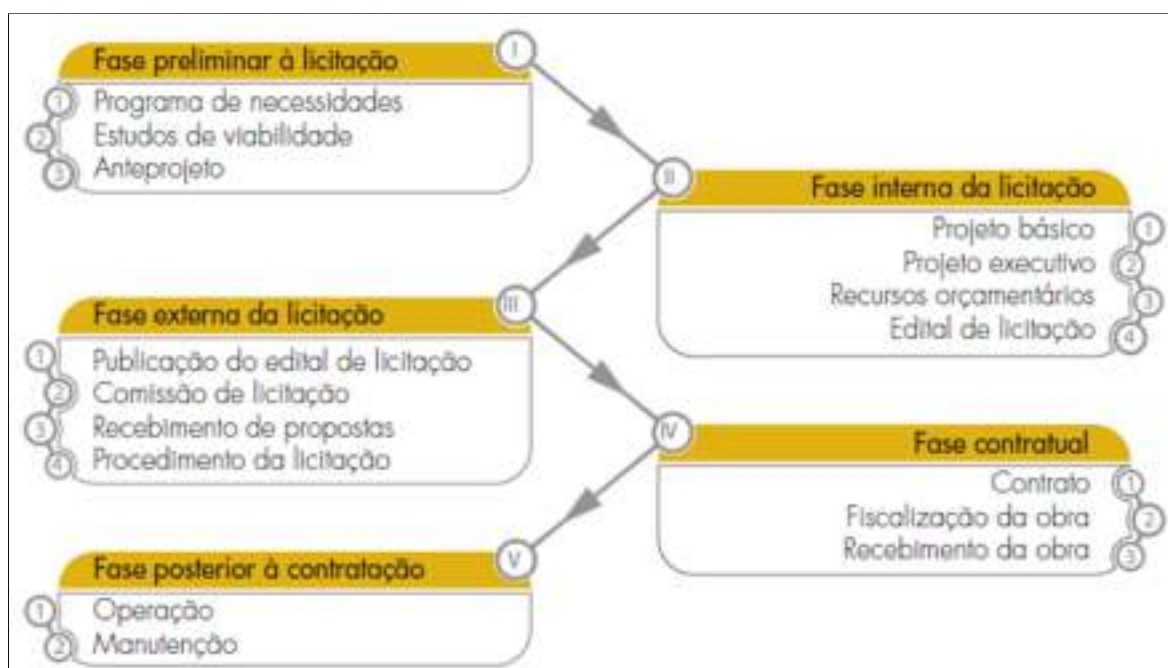 Fase preliminar à licitação
I
1 Programa de necessidades
2 Estudos de viabilidade
3 Anteprojeto
II
Fase interna da licitação
Projeto básico 1
Projeto executivo 2
Recursos orçamentários 3
Edital de licitação 4
Fase externa da licitação
III
1 Publicação do edital de licitação
2 Comissão de licitação
3 Recebimento de propostas
4 Procedimento da licitação
IV
Fase contratual
Contrato 1
Fiscalização da obra 2
Recebimento da obra 3
Fase posterior à contratação
V
1 Operação
2 Manutenção